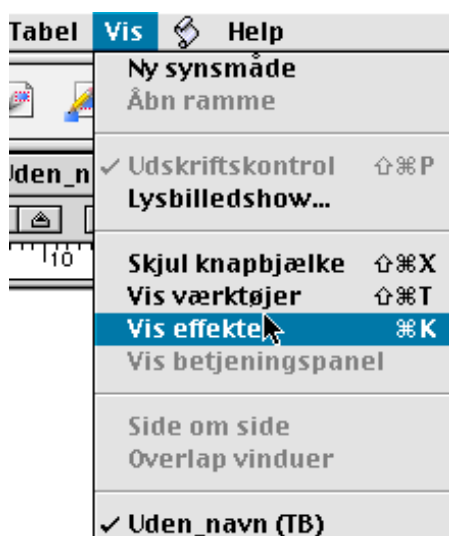 Tabel Vis Help
Ny synsmåde
Åbn ramme
Uden_n
✓ Udskriftskontrol ⇧⌘P
Lysbilledshow...
10
Skjul knapbjælke ⇧⌘X
Vis værktøjer ⇧⌘T
Vis effekte ⌘K
Vis betjeningspanel
Side om side
Overlap vinduer
✓ Uden_navn (TB)